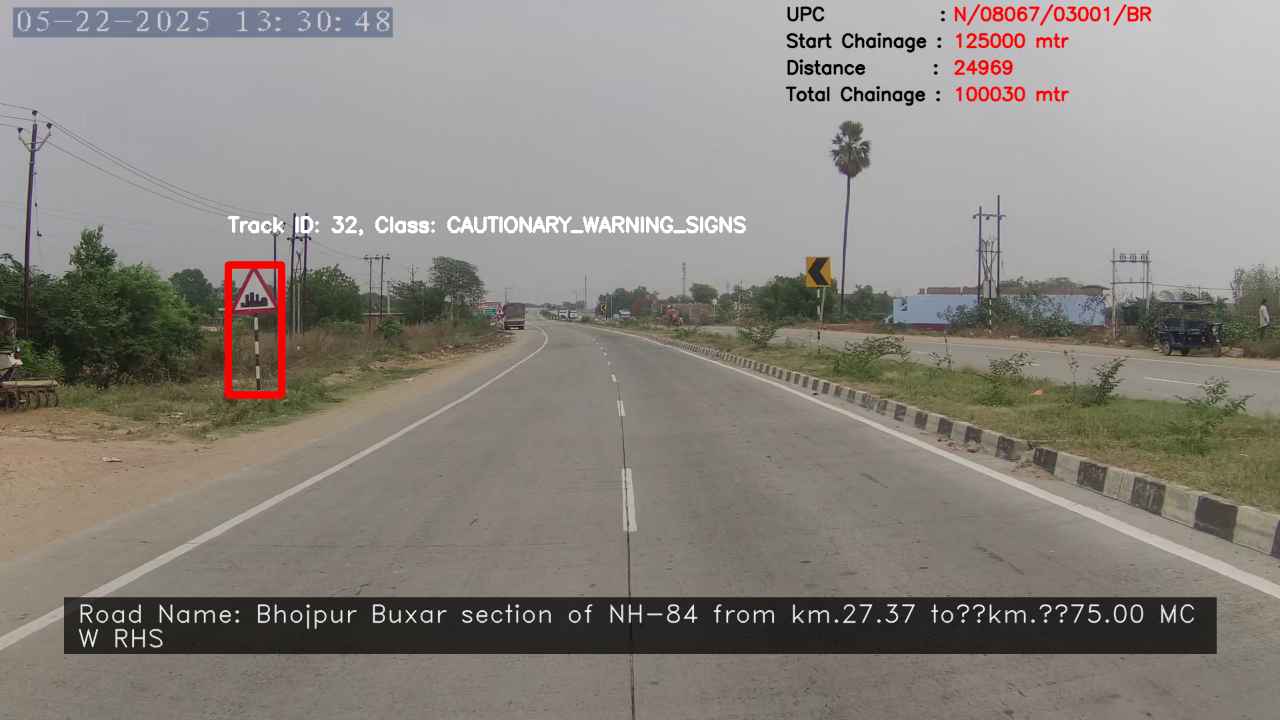 05-22-2025 13:30:48
UPC : N/08067/03001/BR
Start Chainage : 125000 mtr
Distance : 24969
Total Chainage : 100030 mtr
Track ID: 32, Class: CAUTIONARY_WARNING_SIGNS
Road Name: Bhojpur Buxar section of NH-84 from km.27.37 to??km.??75.00 MC
W RHS